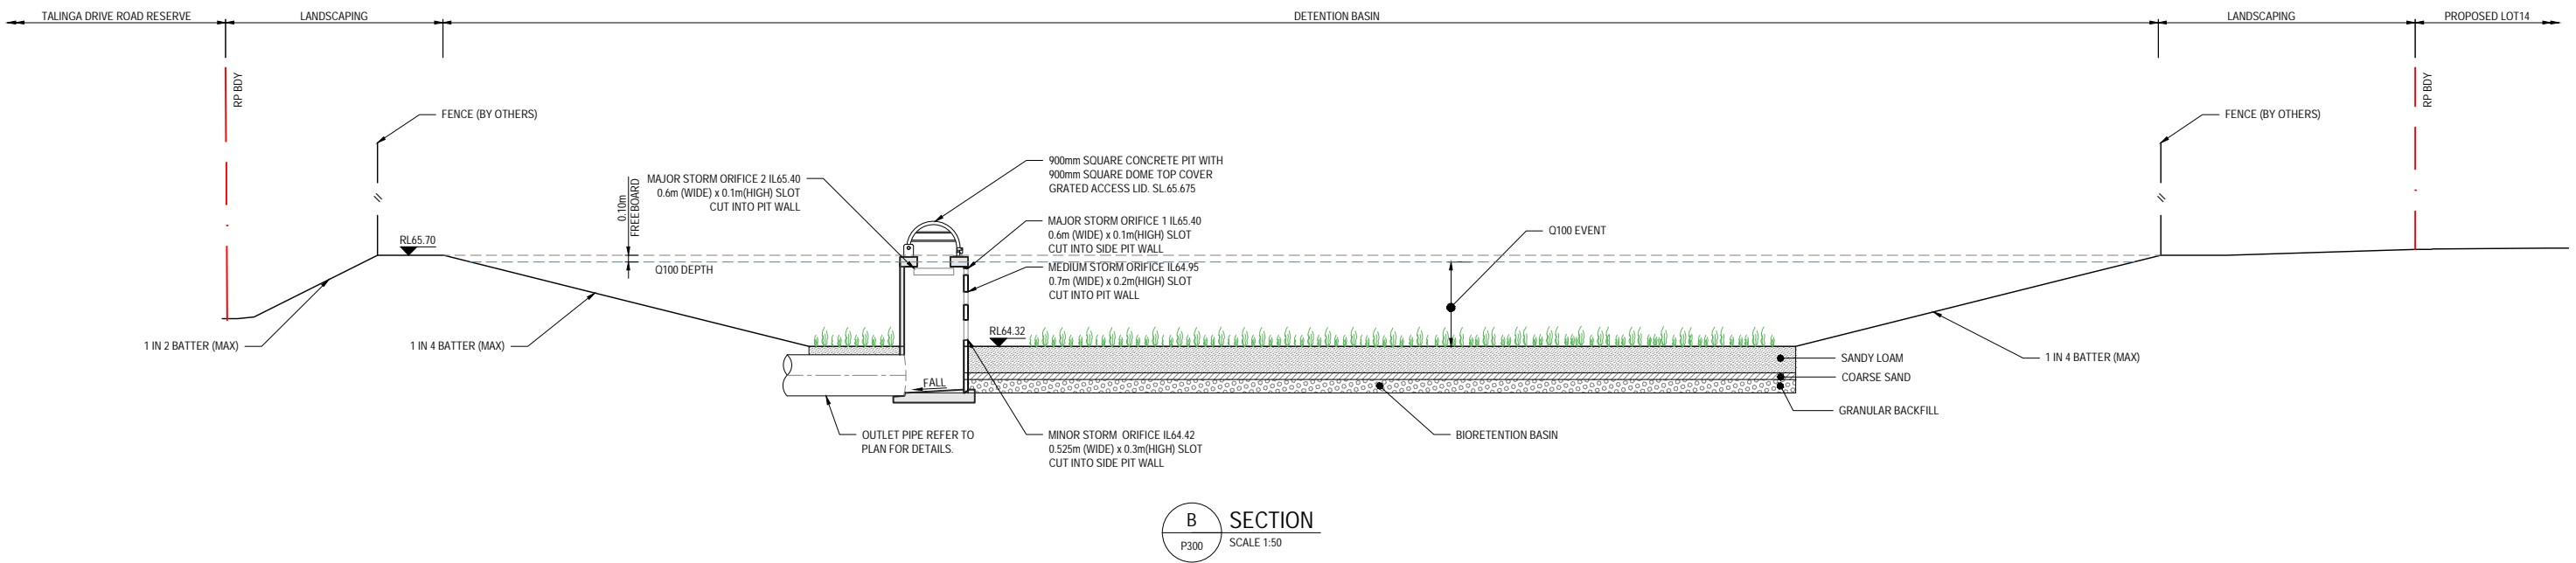 TALINGA DRIVE ROAD RESERVE
LANDSCAPING
DETENTION BASIN
LANDSCAPING
PROPOSED LOT14
RP BDY
RP BDY
FENCE (BY OTHERS)
FENCE (BY OTHERS)
900mm SQUARE CONCRETE PIT WITH
900mm SQUARE DOME TOP COVER
GRATED ACCESS LID. SL.65.675
MAJOR STORM ORIFICE 2 IL65.40
0.6m (WIDE) x 0.1m(HIGH) SLOT
CUT INTO PIT WALL
0.10m
FREEBOARD
MAJOR STORM ORIFICE 1 IL65.40
0.6m (WIDE) x 0.1m(HIGH) SLOT
CUT INTO SIDE PIT WALL
Q100 EVENT
RL65.70
Q100 DEPTH
MEDIUM STORM ORIFICE IL64.95
0.7m (WIDE) x 0.2m(HIGH) SLOT
CUT INTO PIT WALL
RL64.32
1 IN 2 BATTER (MAX)
1 IN 4 BATTER (MAX)
1 IN 4 BATTER (MAX)
SANDY LOAM
COARSE SAND
FALL
GRANULAR BACKFILL
OUTLET PIPE REFER TO
PLAN FOR DETAILS.
MINOR STORM ORIFICE IL64.42
0.525m (WIDE) x 0.3m(HIGH) SLOT
CUT INTO SIDE PIT WALL
BIORETENTION BASIN
B
P300
SECTION
SCALE 1:50